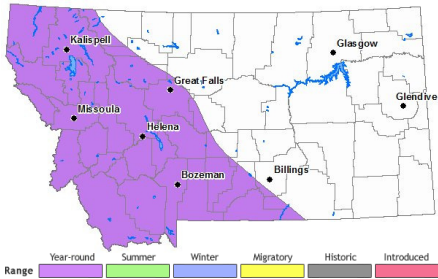 Kalispell
Glasgow
Great Falls
Glendive
Missoula
Helena
Bozeman
Billings
Year-round Summer Winter Migratory Historic Introduced
Range